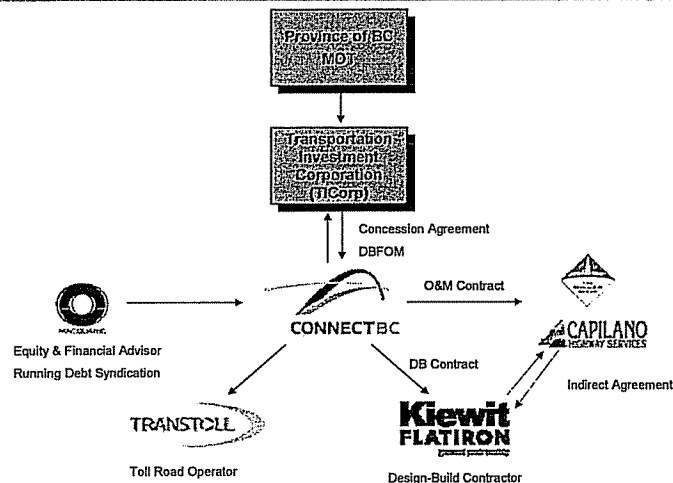 Province of BC
MOT
Transportation
Investment
Corporation
(TICorp)
Concession Agreement
DBFOM
O&M Contract
MACQUARIE
CONNECTBC
CAPILANO
HIGHWAY SERVICES
Equity & Financial Advisor
Running Debt Syndication
DB Contract
Indirect Agreement
TRANSTOLL
Kiewit
FLATIRON
Toll Road Operator
Design-Build Contractor